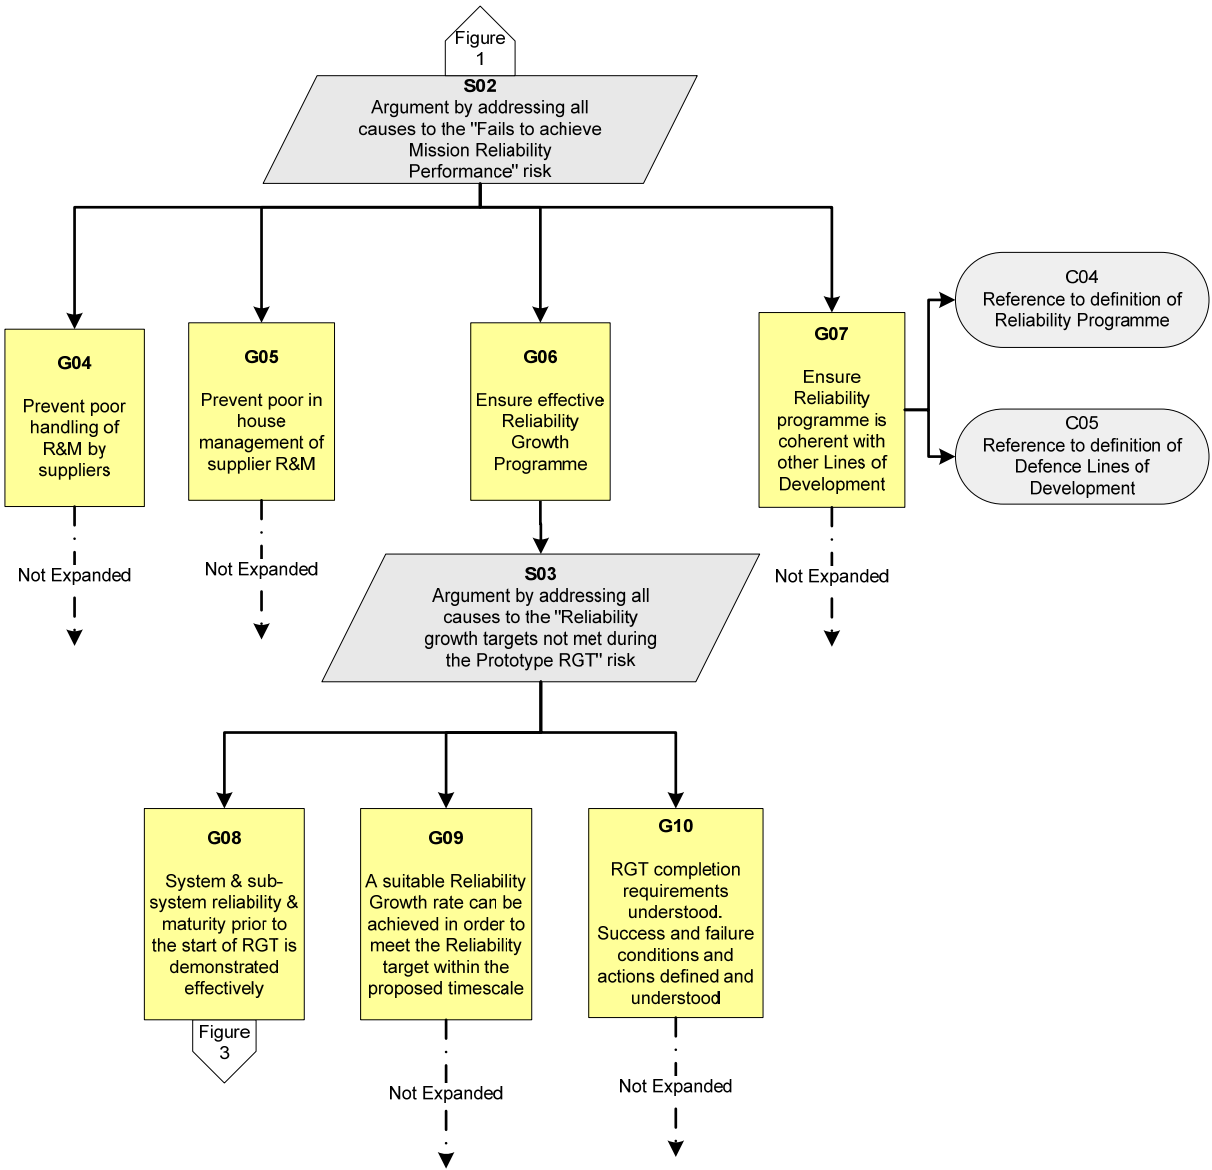 Figure
1
S02
Argument by addressing all
causes to the "Fails to achieve
Mission Reliability
Performance" risk
C04
Reference to definition of
Reliability Programme
G04
Prevent poor
handling of
R&M by
suppliers
G05
Prevent poor in
house
management of
supplier R&M
G06
Ensure effective
Reliability
Growth
Programme
G07
Ensure
Reliability
programme is
coherent with
other Lines of
Development
C05
Reference to definition of
Defence Lines of
Development
Not Expanded
Not Expanded
Not Expanded
S03
Argument by addressing all
causes to the "Reliability
growth targets not met during
the Prototype RGT" risk
G08
System & sub-
system reliability &
maturity prior to
the start of RGT is
demonstrated
effectively
G09
A suitable Reliability
Growth rate can be
achieved in order to
meet the Reliability
target within the
proposed timescale
G10
RGT completion
requirements
understood.
Success and failure
conditions and
actions defined and
understood
Figure
3
Not Expanded
Not Expanded